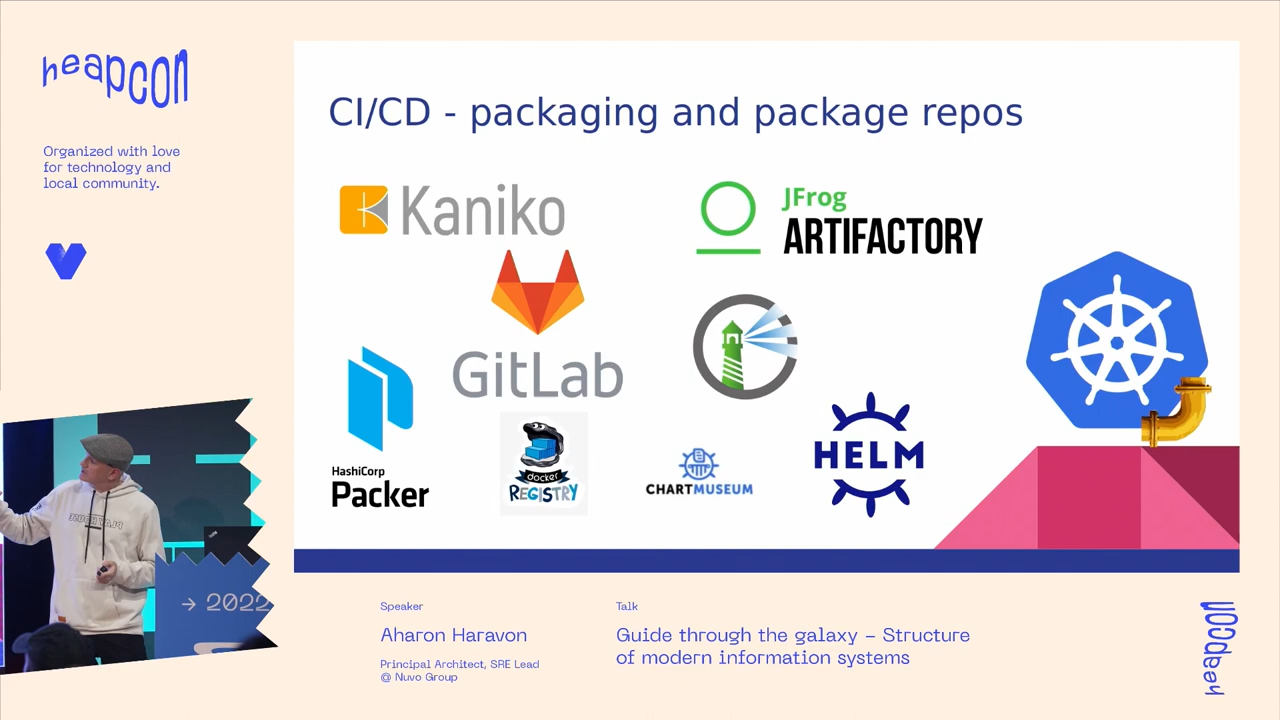 heapcon
Organized with love
for technology and
local community.
CI/CD - packaging and package repos
Kaniko
JFrog
ARTIFACTORY
GitLab
HashiCorp
Packer
docker
REGISTRY
CHARTMUSEUM
HELM
→ 2022
Speaker
Aharon Haravon
Principal Architect, SRE Lead
@ Nuvo Group
Talk
Guide through the galaxy – Structure
of modern information systems
heapcon